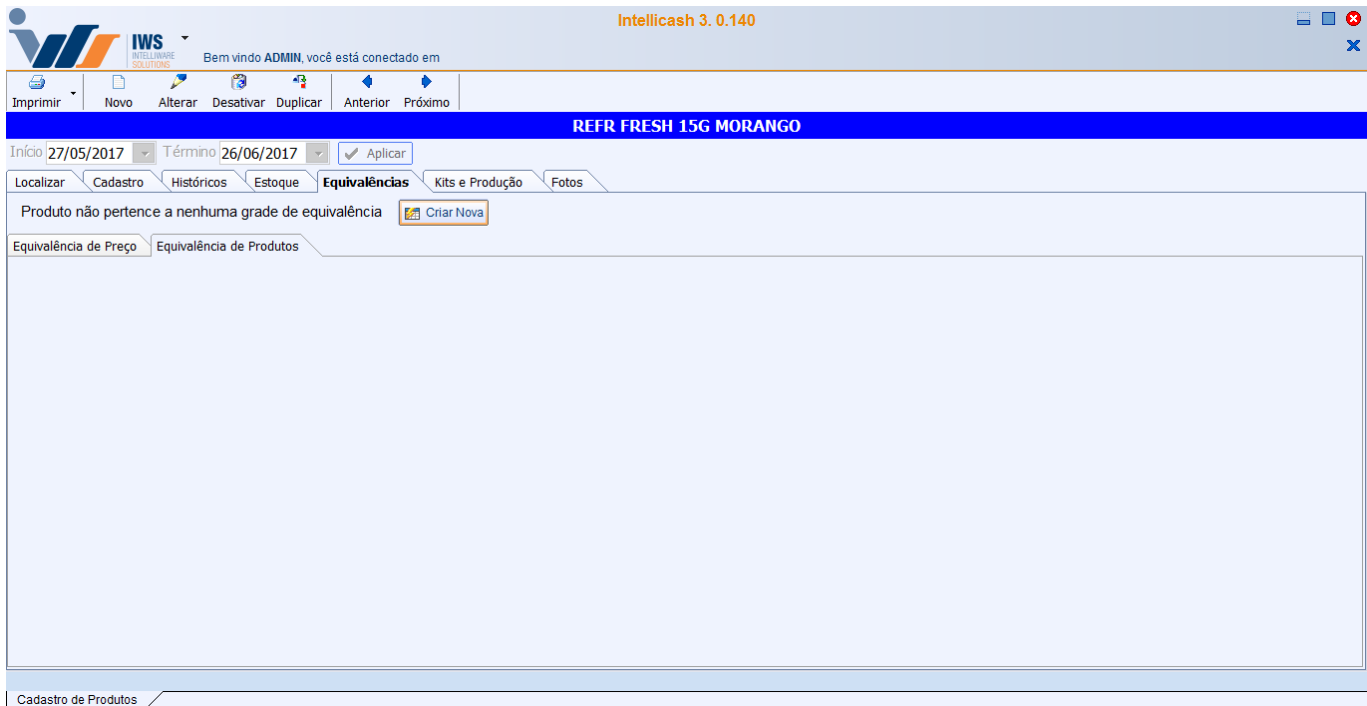 Intellicash 3. 0.140
IWS
INTELLIWARE
SOLUTIONS
Bem vindo ADMIN, você está conectado em
Imprimir Novo Alterar Desativar Duplicar Anterior Próximo
REFR FRESH 15G MORANGO
Início 27/05/2017 Término 26/06/2017 Aplicar
Localizar Cadastro Históricos Estoque Equivalências Kits e Produção Fotos
Produto não pertence a nenhuma grade de equivalência Criar Nova
Equivalência de Preço Equivalência de Produtos
Cadastro de Produtos